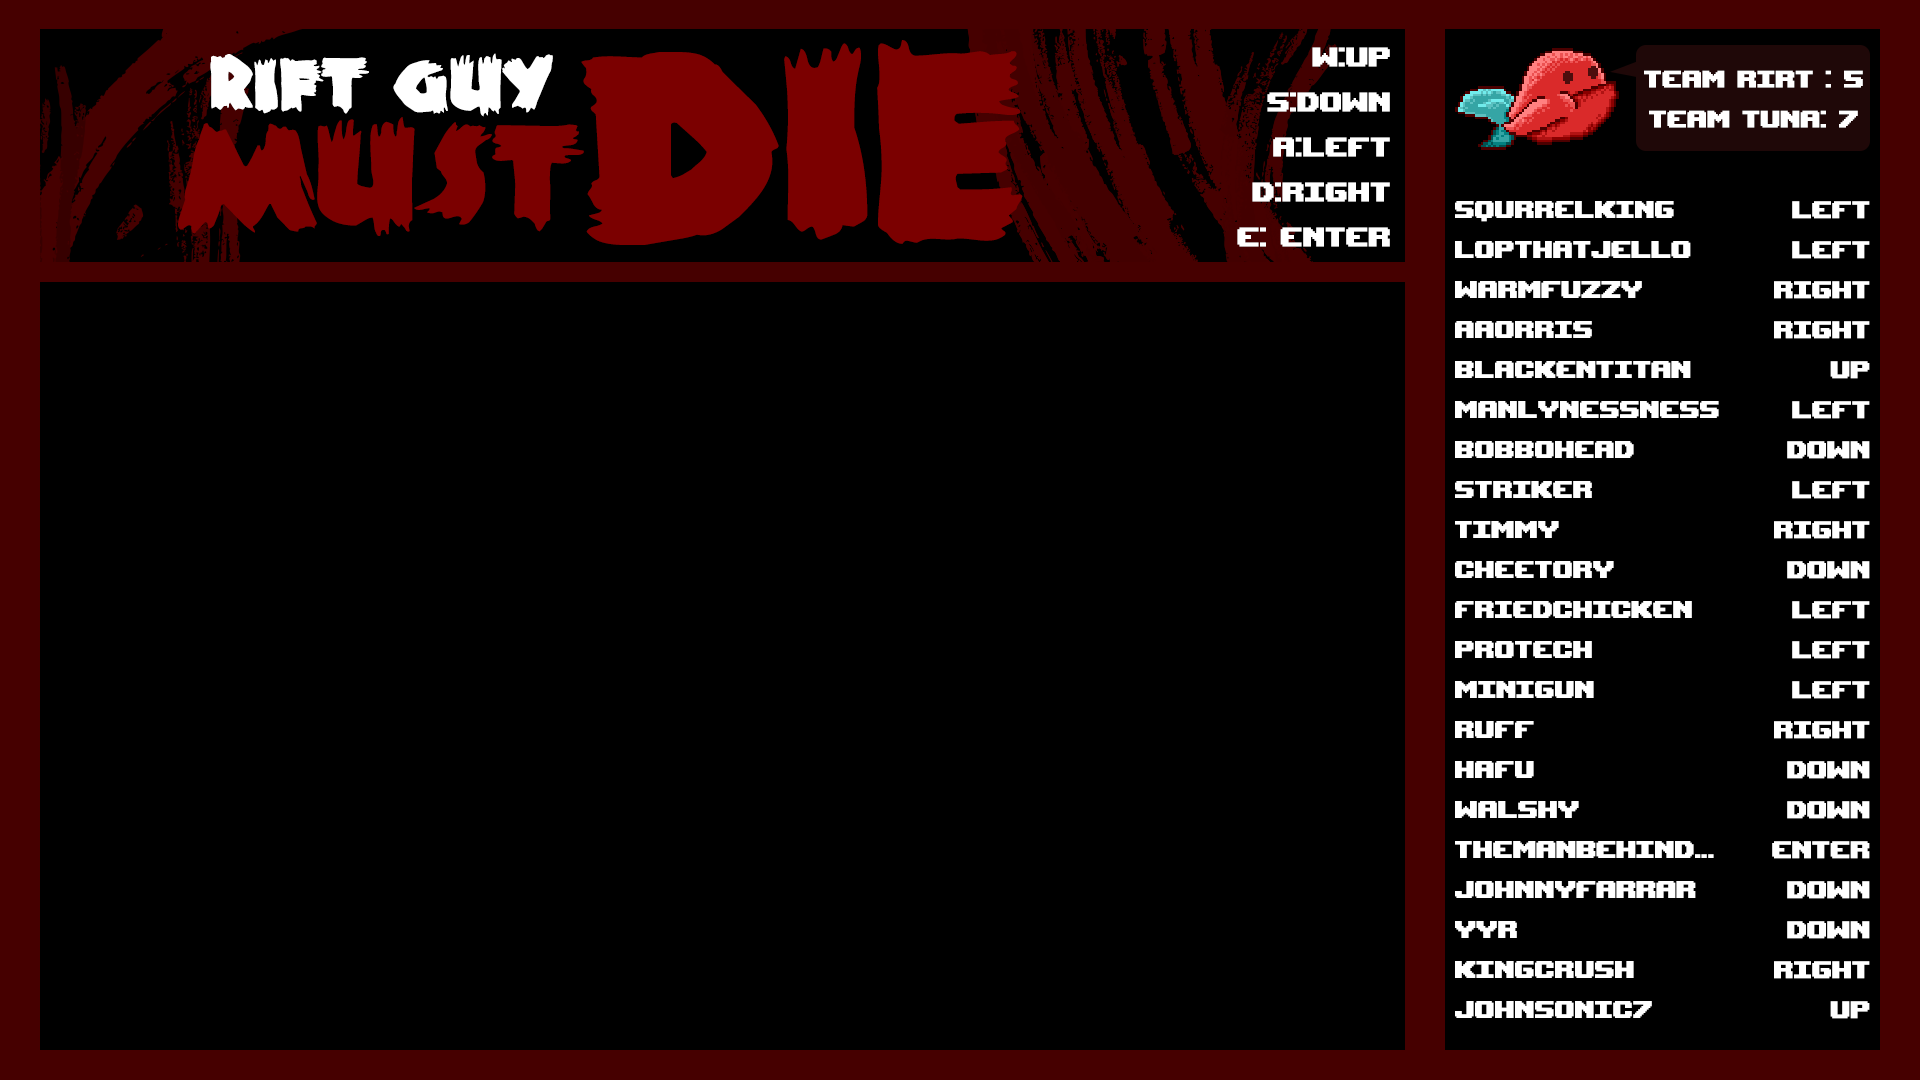 RIFT GUY
MUST DIE
W:UP
S:DOWN
A:LEFT
D:RIGHT
E: ENTER
TEAM RIRT : 5
TEAM TUNA: 7
SQURRELKING LEFT
LOPTHATJELLO LEFT
WARMFUZZY RIGHT
AAORRIS RIGHT
BLACKENTITAN UP
MANLYNESSNESS LEFT
BOBBOHEAD DOWN
STRIKER LEFT
TIMMY RIGHT
CHEETORY DOWN
FRIEDCHICKEN LEFT
PROTECH LEFT
MINIGUN LEFT
RUFF RIGHT
HAFU DOWN
WALSHY DOWN
THEMANBEHIND... ENTER
JOHNNYFARRAR DOWN
YYR DOWN
KINGCRUSH RIGHT
JOHNSONIC7 UP